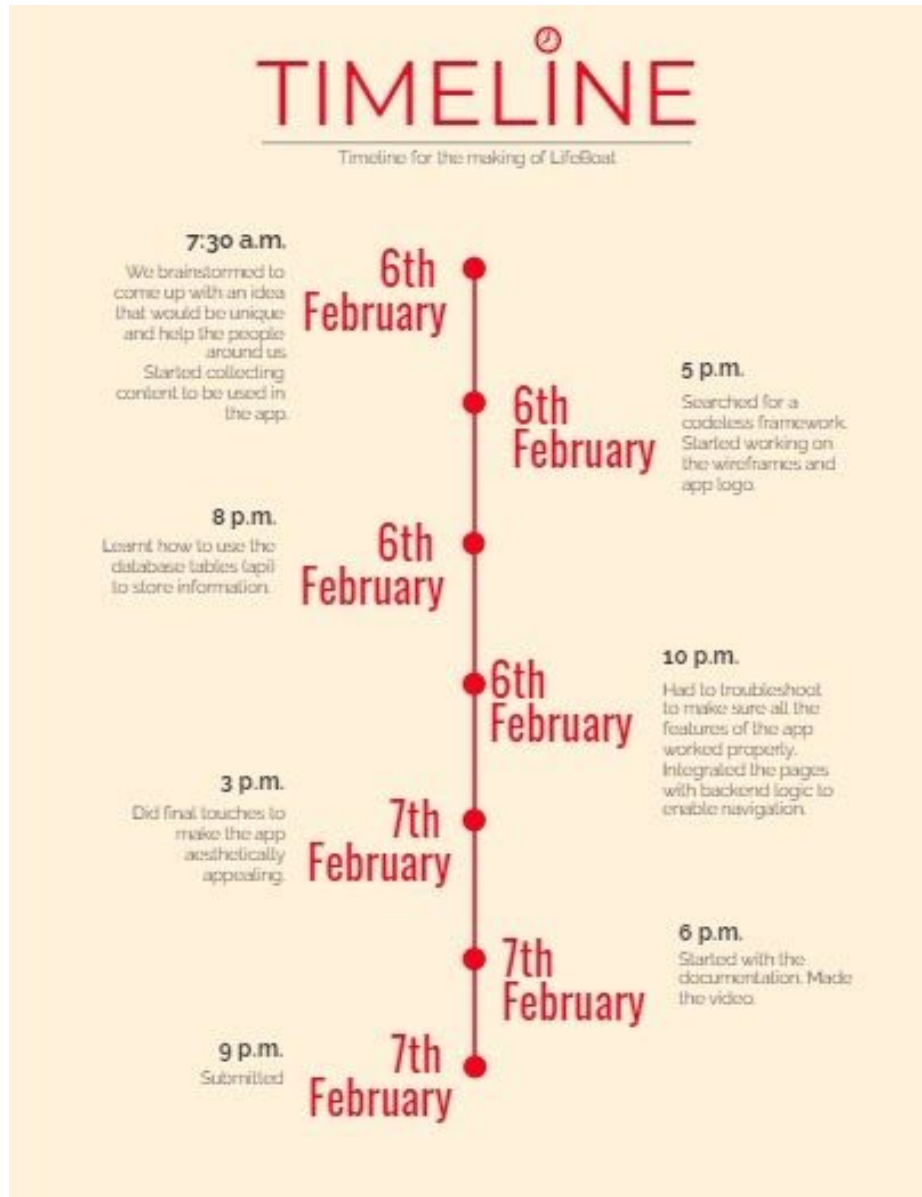 TIMELINE
Timeline for the making of LifeBoat
7:30 a.m.
We brainstormed to
come up with an idea
that would be unique
and help the people
around us
Started collecting
content to be used in
the app.
6th
February
6th
February
5 p.m.
Searched for a
codeless framework.
Started working on
the wireframes and
app logo.
8 p.m.
Learnt how to use the
database tables (api)
to store information.
6th
February
6th
February
10 p.m.
Had to troubleshoot
to make sure all the
features of the app
worked properly.
Integrated the pages
with backend logic to
enable navigation.
3 p.m.
Did final touches to
make the app
aesthetically
appealing.
7th
February
7th
February
6 p.m.
Started with the
documentation. Made
the video.
9 p.m.
Submitted
7th
February